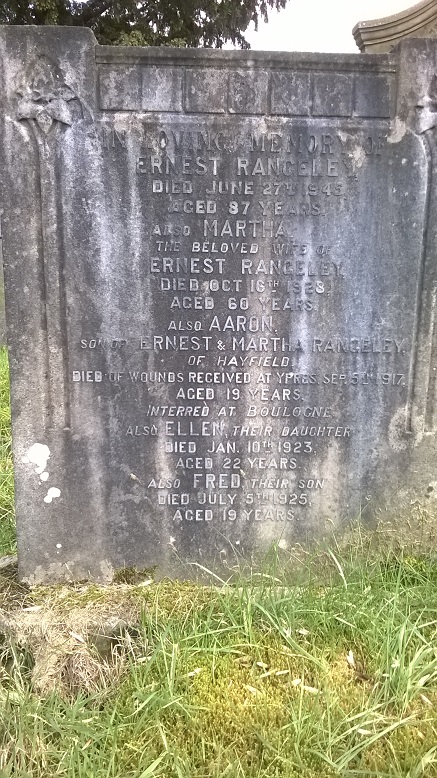 IN LOVING MEMORY OF
ERNEST RANGELEY
DIED JUNE 27TH 1945.
AGED 87 YEARS.
ALSO MARTHA.
THE BELOVED WIFE OF
ERNEST RANGELEY.
DIED OCT 16TH 1928.
AGED 60 YEARS.
ALSO AARON.
SON OF ERNEST & MARTHA RANGELEY.
OF HAYFIELD.
DIED OF WOUNDS RECEIVED AT YPRES, SEP. 5TH 1917.
AGED 19 YEARS.
INTERRED AT BOULOGNE
ALSO ELLEN, THEIR DAUGHTER
DIED JAN. 10TH 1923.
AGED 22 YEARS.
ALSO FRED, THEIR SON
DIED JULY 5TH 1925,
AGED 19 YEARS.